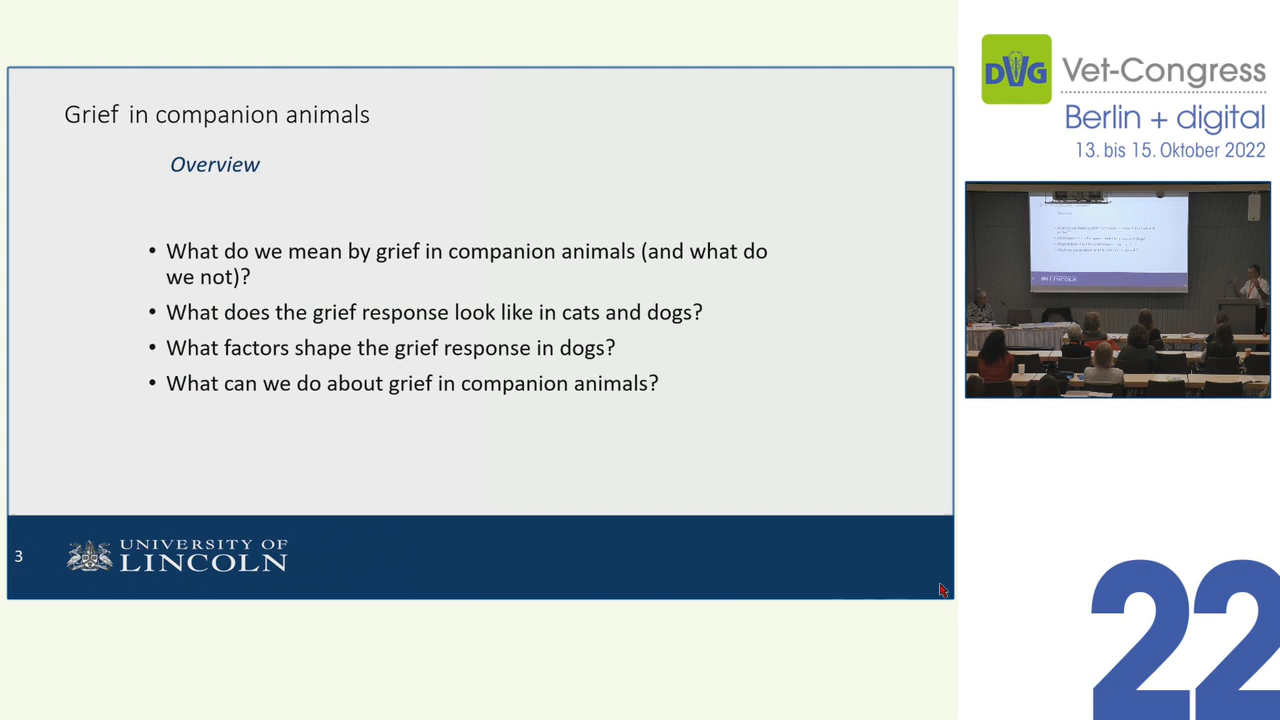 Grief in companion animals
Overview
• What do we mean by grief in companion animals (and what do
we not)?
• What does the grief response look like in cats and dogs?
• What factors shape the grief response in dogs?
• What can we do about grief in companion animals?
3
UNIVERSITY OF
LINCOLN
DVG
Vet-Congress
Berlin + digital
13. bis 15. Oktober 2022
22